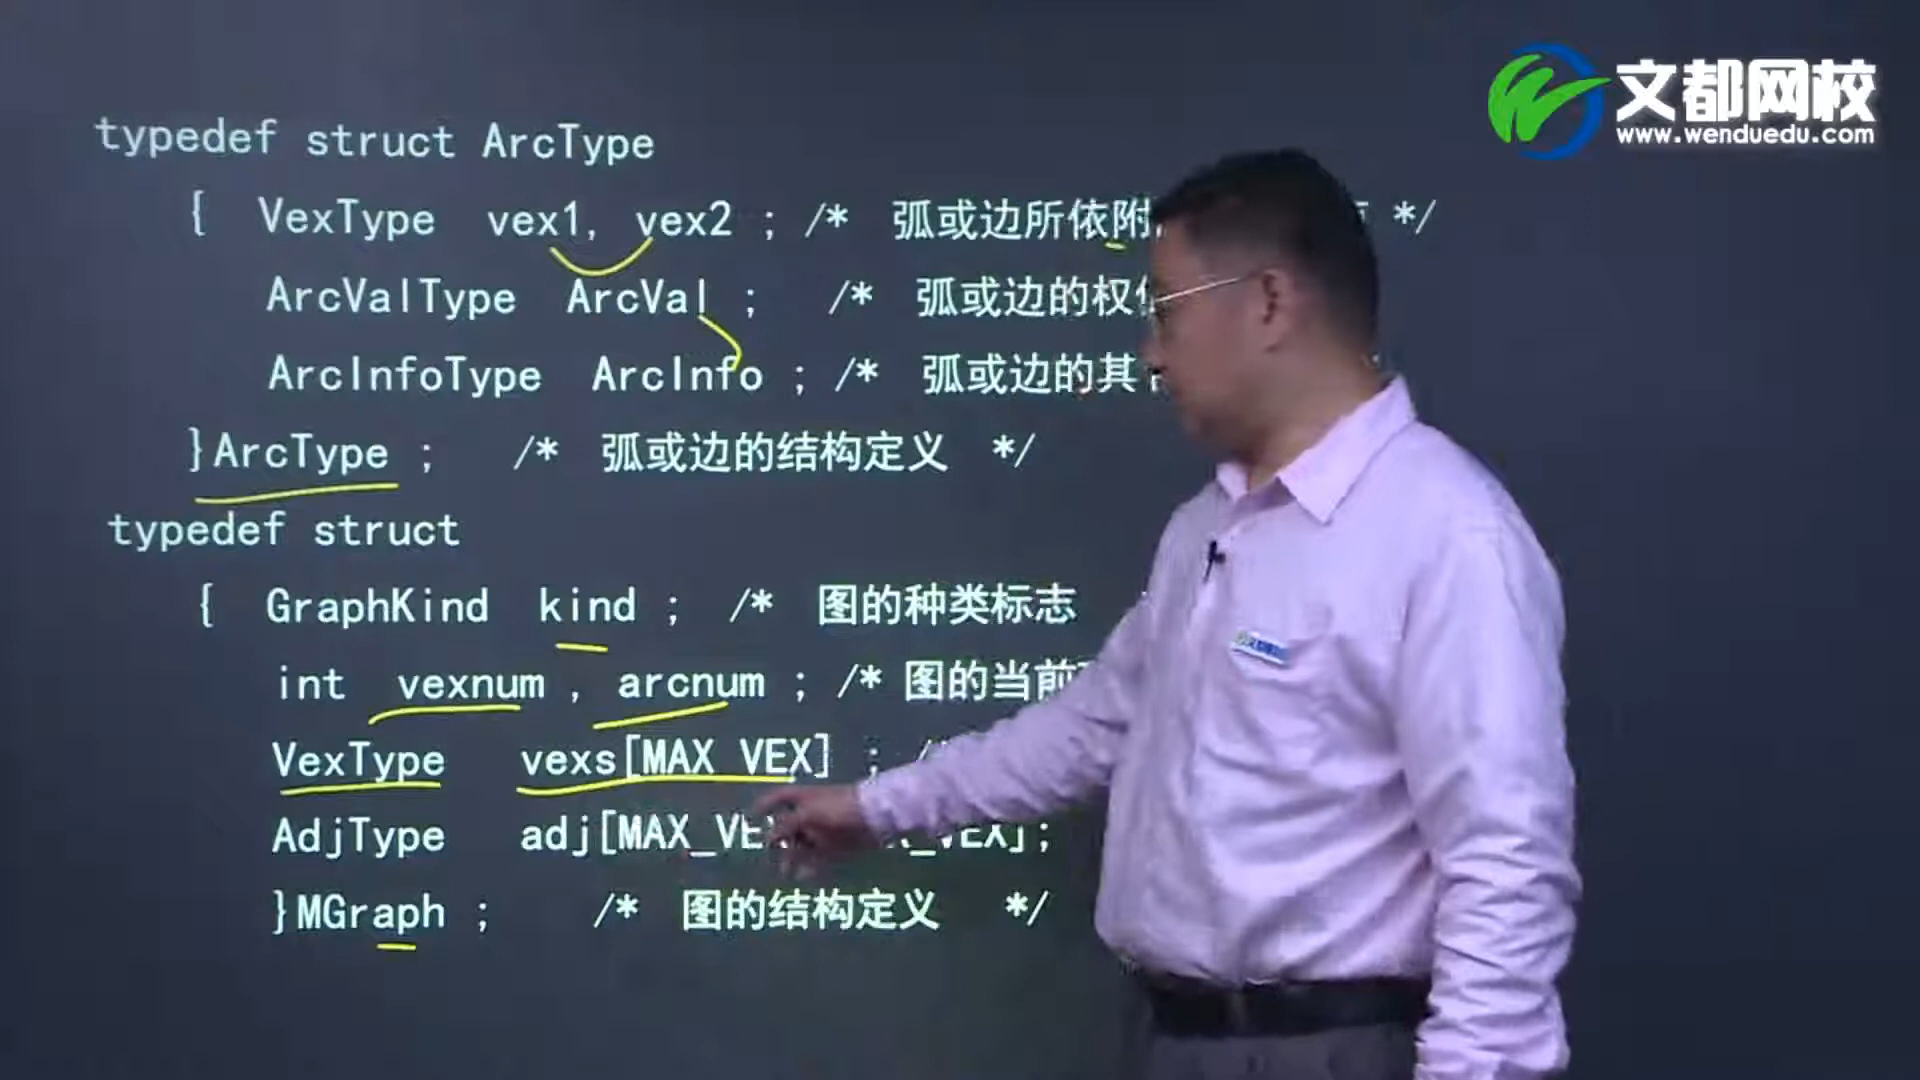 文都网校
www.wenduedu.com
typedef struct ArcType
{ VexType vex1, vex2 ; /* 弧或边所依附 */
ArcValType ArcVal ; /* 弧或边的权
ArcInfoType ArcInfo ; /* 弧或边的其
}ArcType ; /* 弧或边的结构定义 */
typedef struct
{ GraphKind kind ; /* 图的种类标志
int vexnum , arcnum ; /* 图的当前
VexType vexs[MAX_VEX] ;
AdjType adj[MAX_VEX _VEX];
}MGraph ; /* 图的结构定义 */